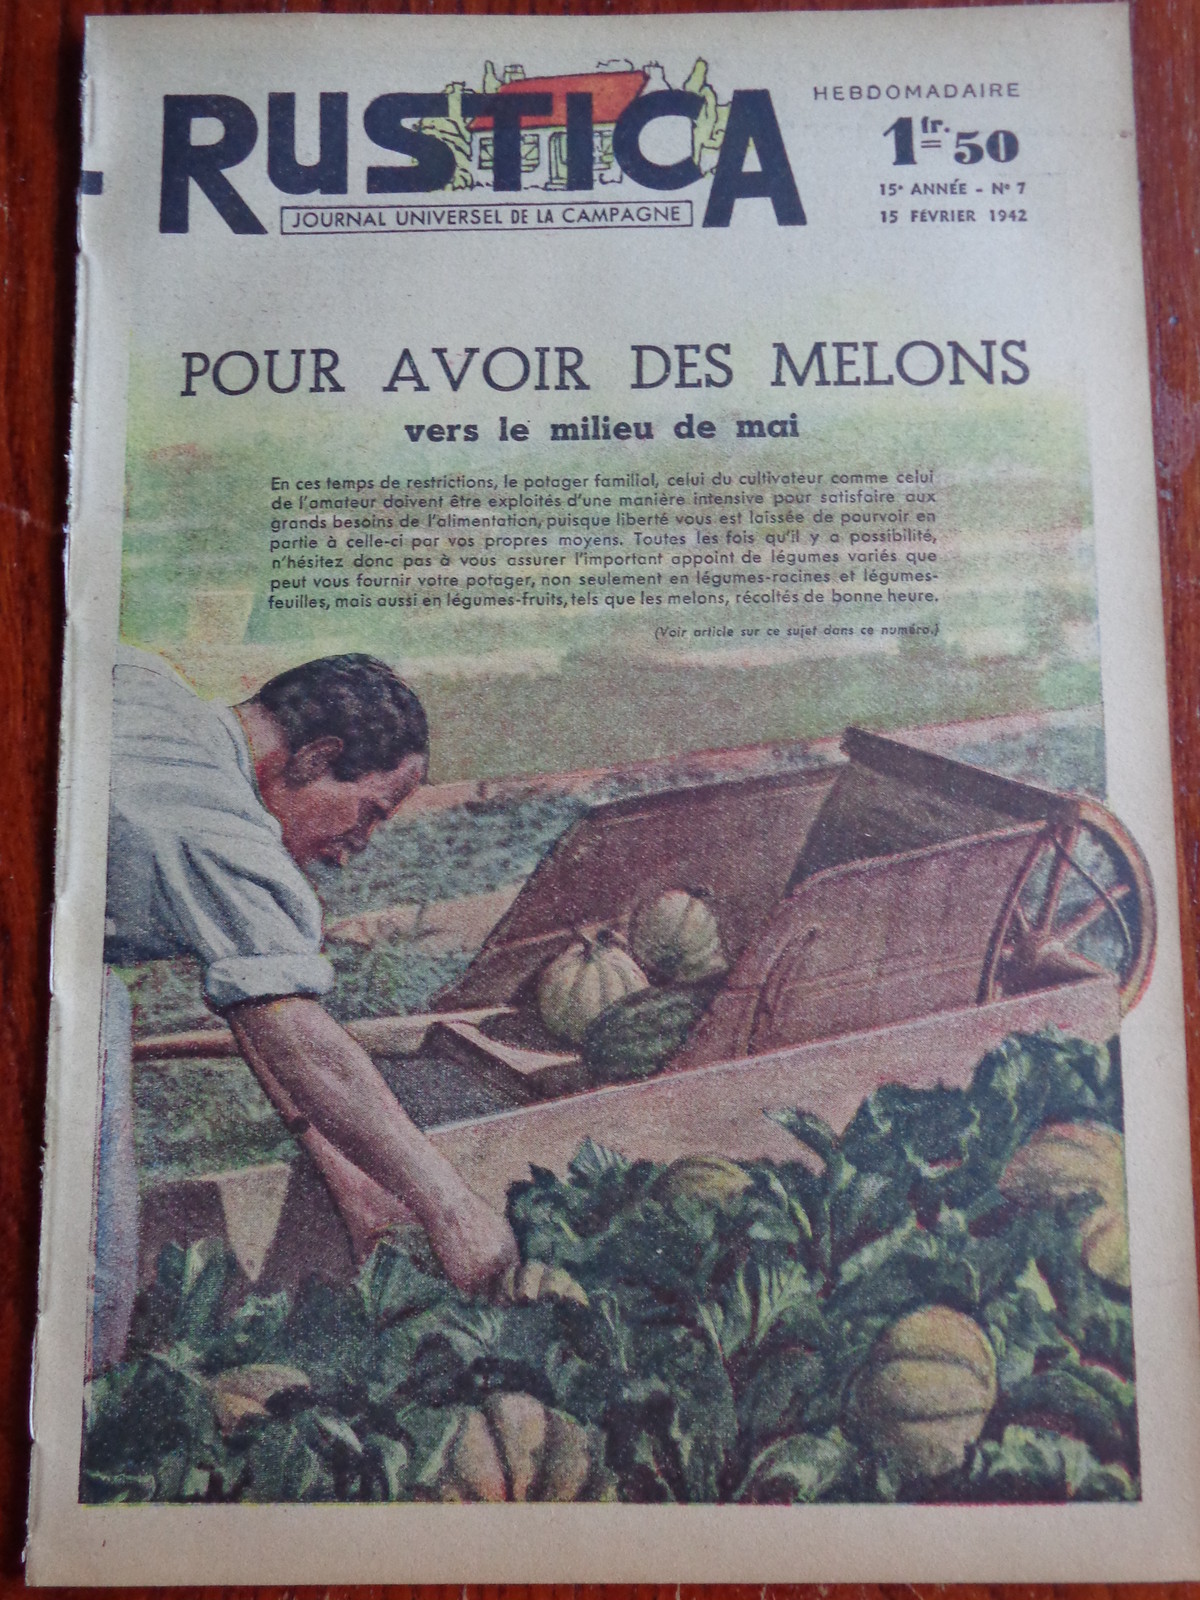 RUSTICA
JOURNAL UNIVERSEL DE LA CAMPAGNE
HEBDOMADAIRE
1fr. 50
15e ANNÉE - No 7
15 FÉVRIER 1942
POUR AVOIR DES MELONS
vers le milieu de mai
En ces temps de restrictions, le potager familial, celui du cultivateur comme celui
de l'amateur doivent être exploités d'une manière intensive pour satisfaire aux
grands besoins de l'alimentation, puisque liberté vous est laissée de pourvoir en
partie à celle-ci par vos propres moyens. Toutes les fois qu'il y a possibilité,
n'hésitez donc pas à vous assurer l'important appoint de légumes variés que
peut vous fournir votre potager, non seulement en légumes-racines et légumes-
feuilles, mais aussi en légumes-fruits, tels que les melons, récoltés de bonne heure.
(Voir article sur ce sujet dans ce numéro.)